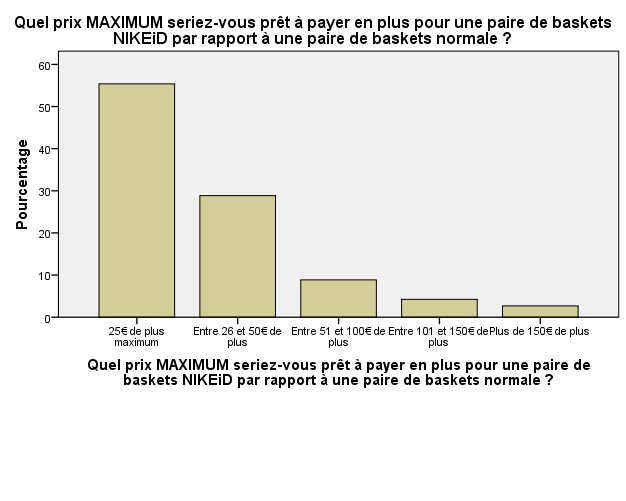 Quel prix MAXIMUM seriez-vous prêt à payer en plus pour une paire de baskets
NIKEiD par rapport à une paire de baskets normale ?
Pourcentage
60
50
40
30
20
10
0
25€ de plus maximum
Entre 26 et 50€ de plus
Entre 51 et 100€ de plus
Entre 101 et 150€ de plus
Plus de 150€ de plus
Quel prix MAXIMUM seriez-vous prêt à payer en plus pour une paire de
baskets NIKEiD par rapport à une paire de baskets normale ?